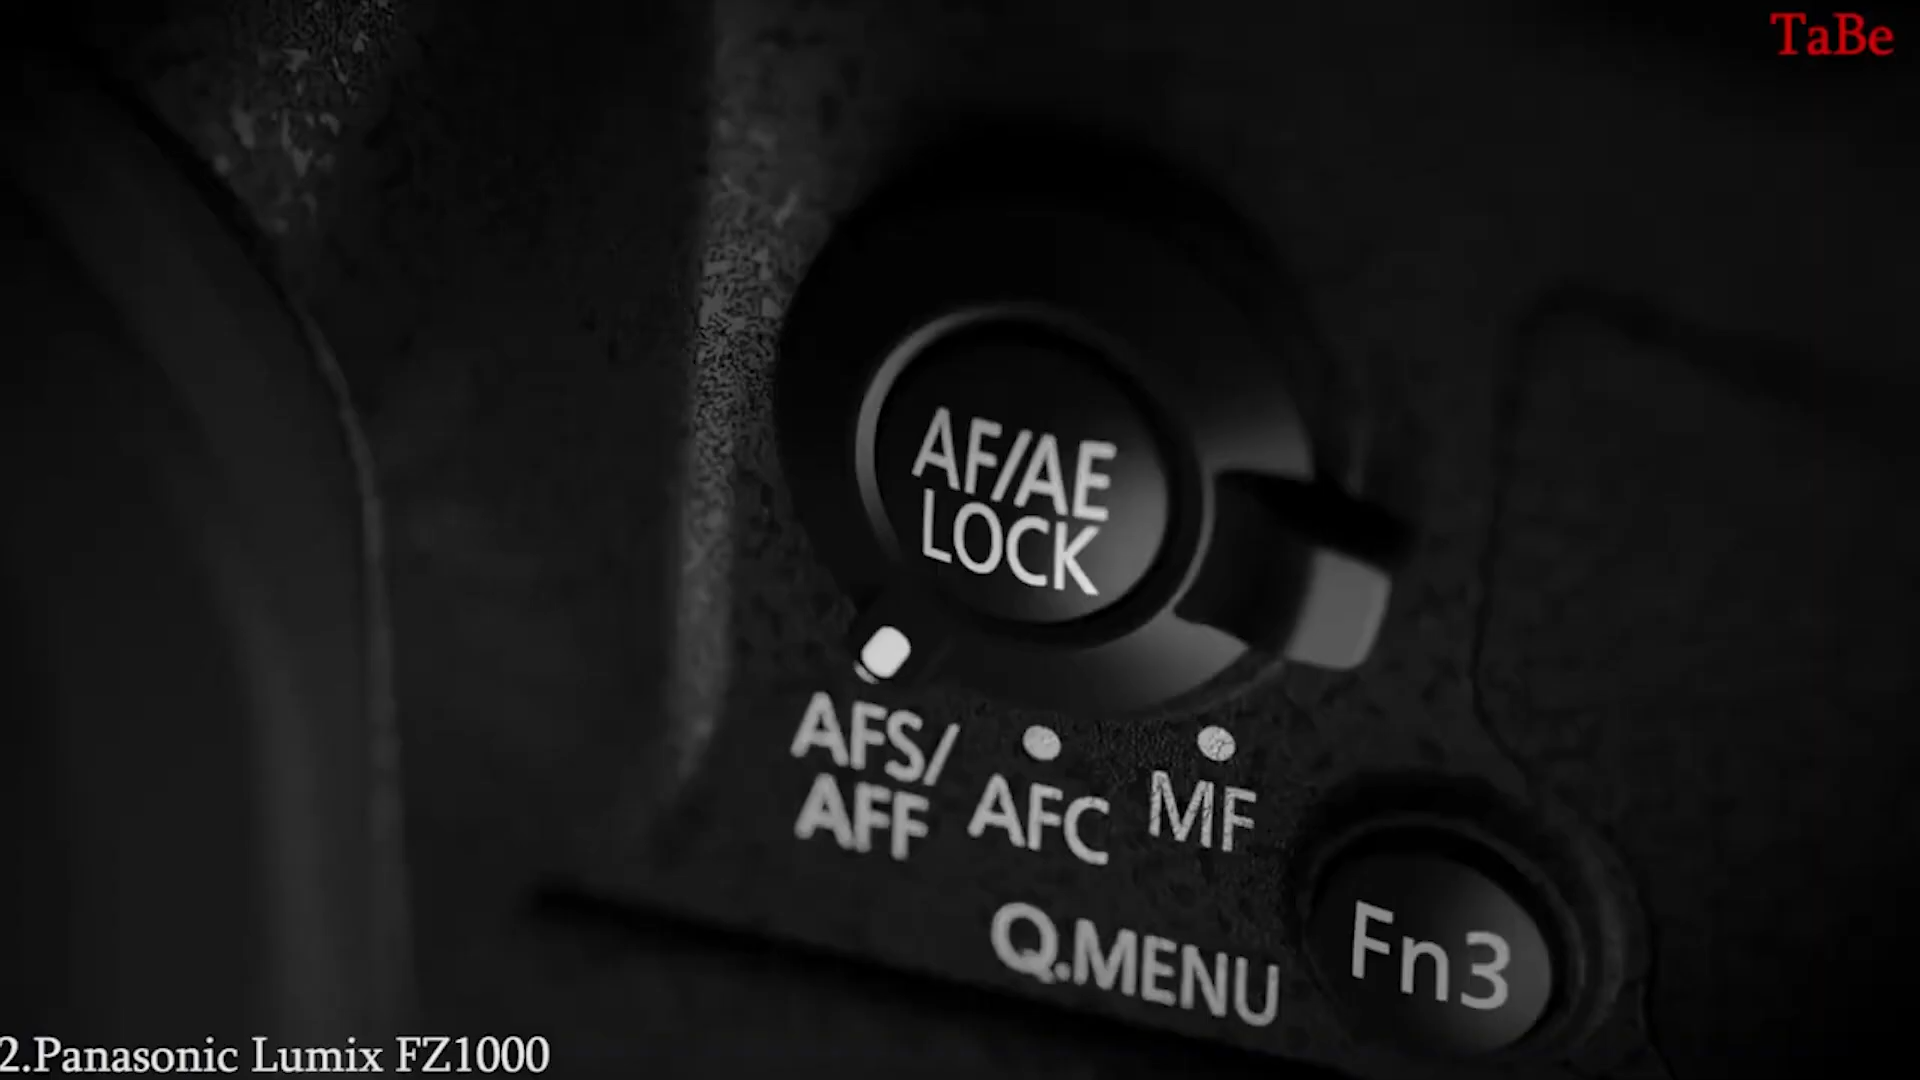 TaBe
AF/AE
LOCK
AFS/
AFF
AFC
MF
Q.MENU
Fn3
2.Panasonic Lumix FZ1000